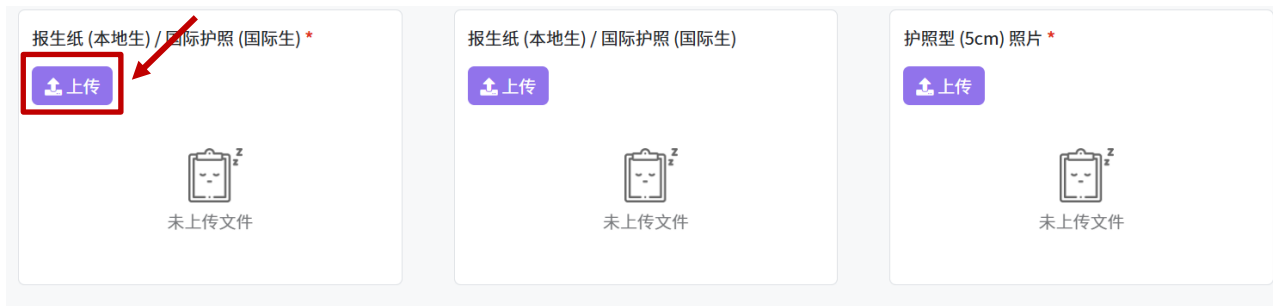 报生纸 (本地生) / 国际护照 (国际生) *
上传
z
z
未上传文件
报生纸 (本地生) / 国际护照 (国际生)
上传
z
z
未上传文件
护照型 (5cm) 照片 *
上传
z
z
未上传文件